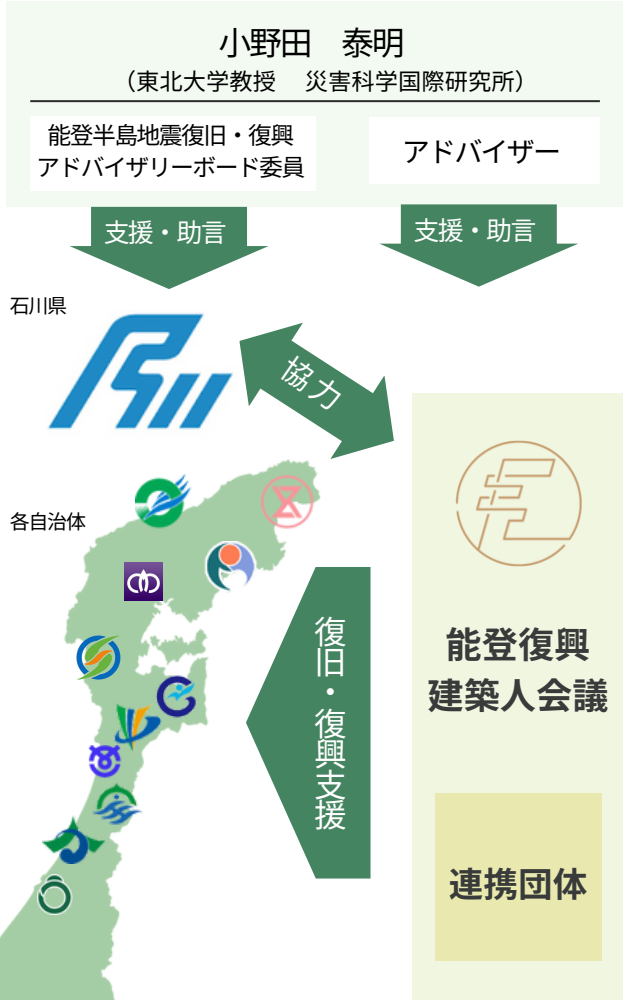 小野田　泰明
（東北大学教授　災害科学国際研究所）
能登半島地震復旧・復興
アドバイザリーボード委員
アドバイザー
支援・助言
支援・助言
石川県
協力
各自治体
復旧・復興支援
能登復興
建築人会議
連携団体